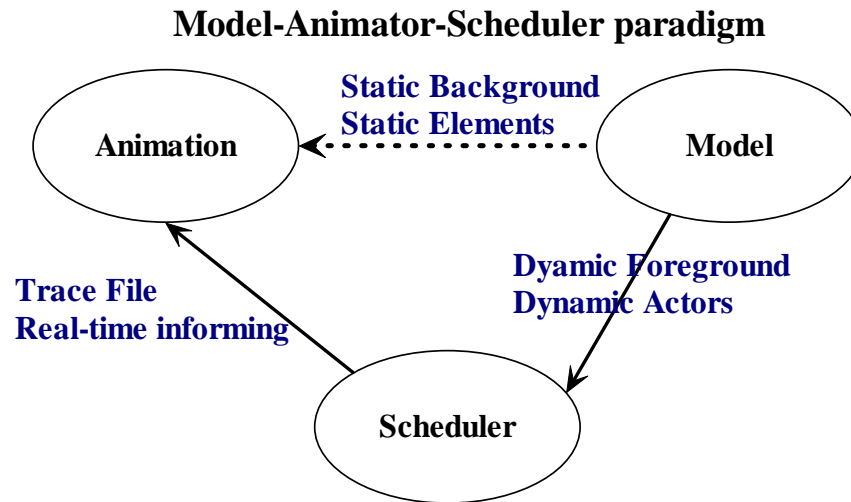 Model-Animator-Scheduler paradigm
Static Background
Static Elements
Animation
Model
Dyamic Foreground
Dynamic Actors
Trace File
Real-time informing
Scheduler